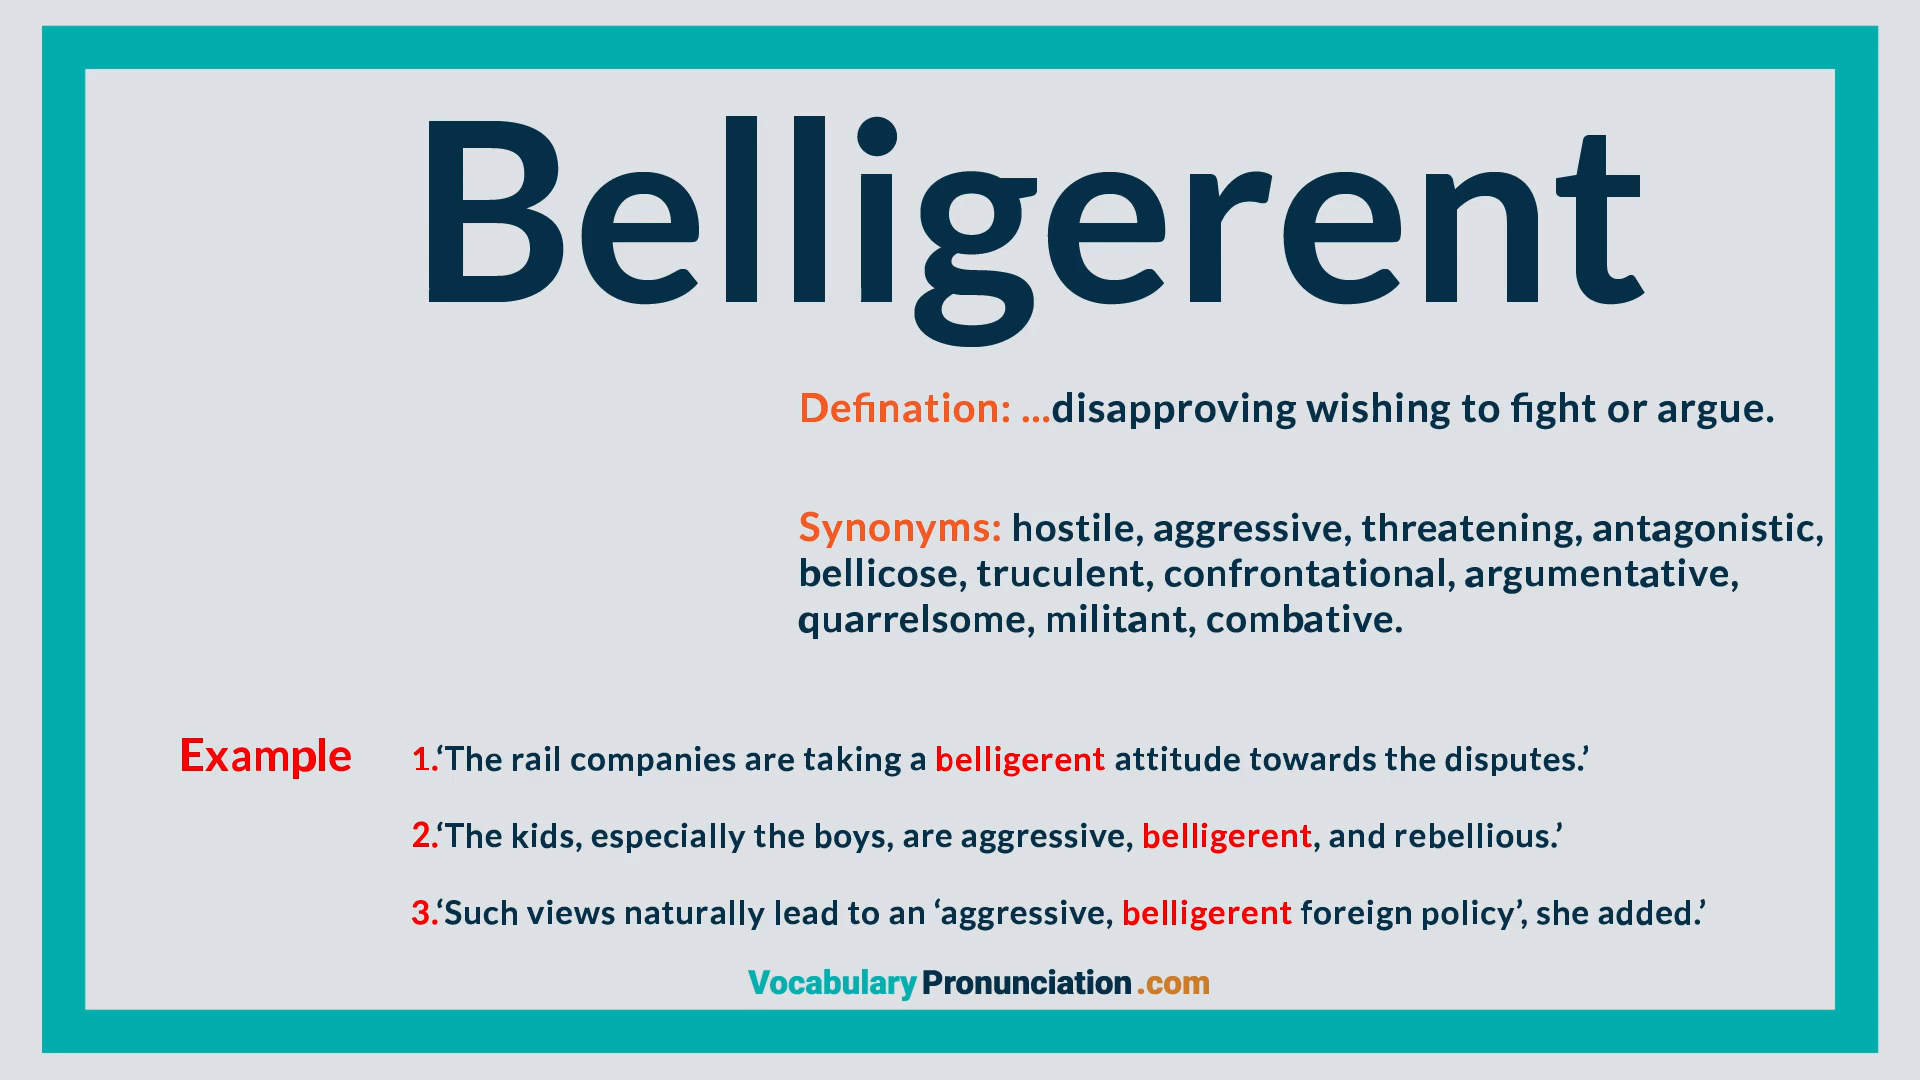 Belligerent
Defination: ...disapproving wishing to fight or argue.
Synonyms: hostile, aggressive, threatening, antagonistic,
bellicose, truculent, confrontational, argumentative,
quarrelsome, militant, combative.
Example
1.‘The rail companies are taking a belligerent attitude towards the disputes.’
2.‘The kids, especially the boys, are aggressive, belligerent, and rebellious.’
3.‘Such views naturally lead to an ‘aggressive, belligerent foreign policy’, she added.’
VocabularyPronunciation.com